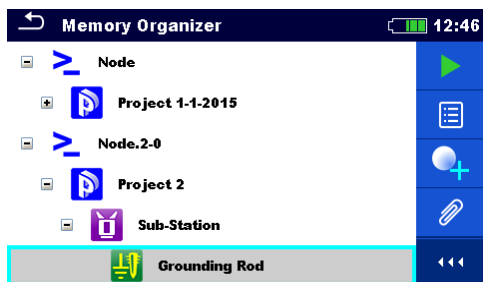 Memory Organizer 12:46
Node
Project 1-1-2015
Node.2-0
Project 2
Sub-Station
Grounding Rod